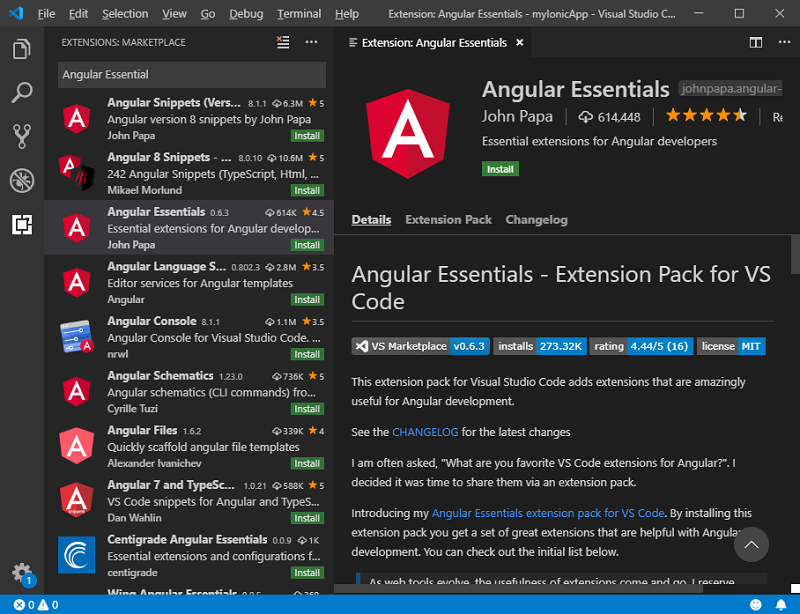 File Edit Selection View Go Debug Terminal Help Extension: Angular Essentials - myIonicApp - Visual Studio C...
EXTENSIONS: MARKETPLACE
Angular Essential
Angular Snippets (Vers... 8.1.1 6.3M 5
Angular version 8 snippets by John Papa
John Papa Install
Angular 8 Snippets - ... 8.0.10 10.6M 5
242 Angular Snippets (TypeScript, Html, ...
Mikael Morlund Install
Angular Essentials 0.6.3 614K 4.5
Essential extensions for Angular develop...
John Papa Install
Angular Language S... 0.802.3 2.8M 3.5
Editor services for Angular templates
Angular Install
Angular Console 8.1.1 1.1M 3.5
Angular Console for Visual Studio Code. ...
nrwl Install
Angular Schematics 1.23.0 736K 5
Angular schematics (CLI commands) fro...
Cyrille Tuzi Install
Angular Files 1.6.2 339K 4
Quickly scaffold angular file templates
Alexander Ivanichev Install
Angular 7 and TypeSc... 1.0.21 588K 5
VS Code snippets for Angular and TypeS...
Dan Wahlin Install
Centigrade Angular Essentials 0.0.9 1K
Essential extensions and configurations f...
centigrade Install
Wing Angular Essentials
Extension: Angular Essentials
Angular Essentials johnpapa.angular-
John Papa 614,448 Re
Essential extensions for Angular developers
Install
Details Extension Pack Changelog
Angular Essentials - Extension Pack for VS
Code
VS Marketplace v0.6.3 installs 273.32K rating 4.44/5 (16) license MIT
This extension pack for Visual Studio Code adds extensions that are amazingly
useful for Angular development.
See the CHANGELOG for the latest changes
I am often asked, "What are you favorite VS Code extensions for Angular?". I
decided it was time to share them via an extension pack.
Introducing my Angular Essentials extension pack for VS Code. By installing this
extension pack you get a set of great extensions that are helpful with Angular
development. You can check out the initial list below.
As web tools evolve, the usefulness of extensions come and go. I reserve
1
0 0